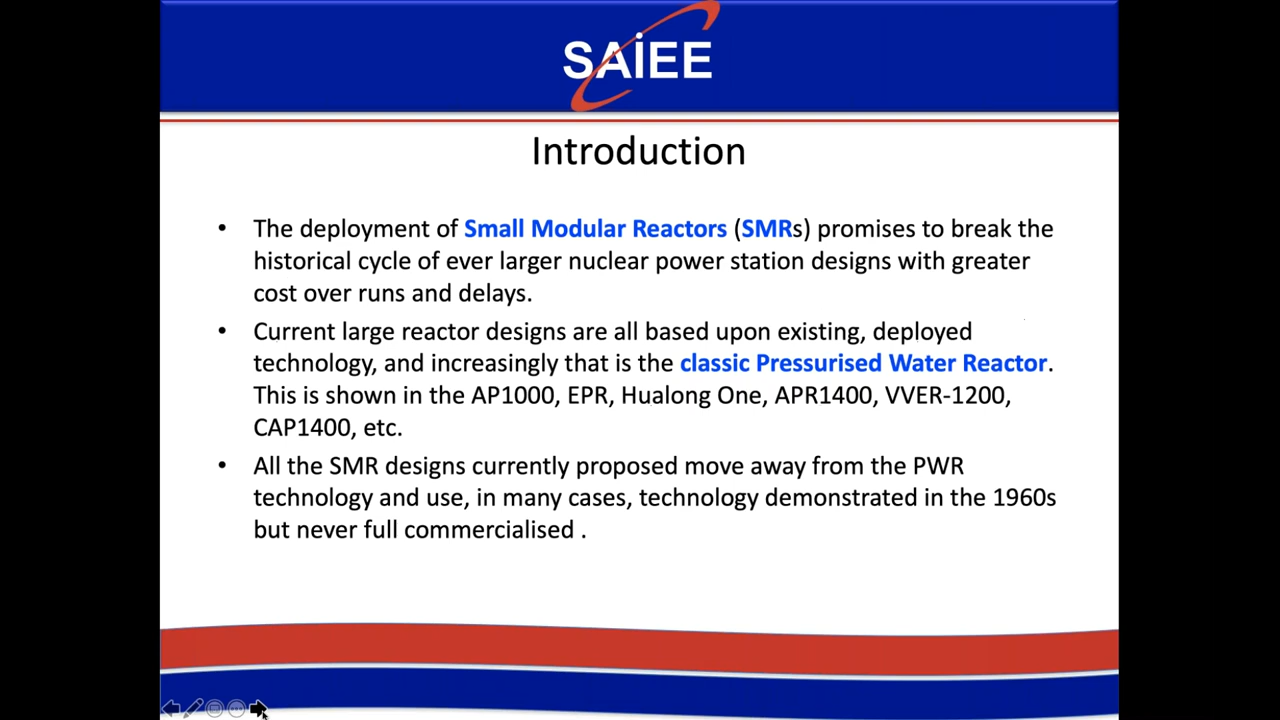 SAiEE
Introduction
• The deployment of Small Modular Reactors (SMRs) promises to break the
historical cycle of ever larger nuclear power station designs with greater
cost over runs and delays.
• Current large reactor designs are all based upon existing, deployed
technology, and increasingly that is the classic Pressurised Water Reactor.
This is shown in the AP1000, EPR, Hualong One, APR1400, VVER-1200,
CAP1400, etc.
• All the SMR designs currently proposed move away from the PWR
technology and use, in many cases, technology demonstrated in the 1960s
but never full commercialised .